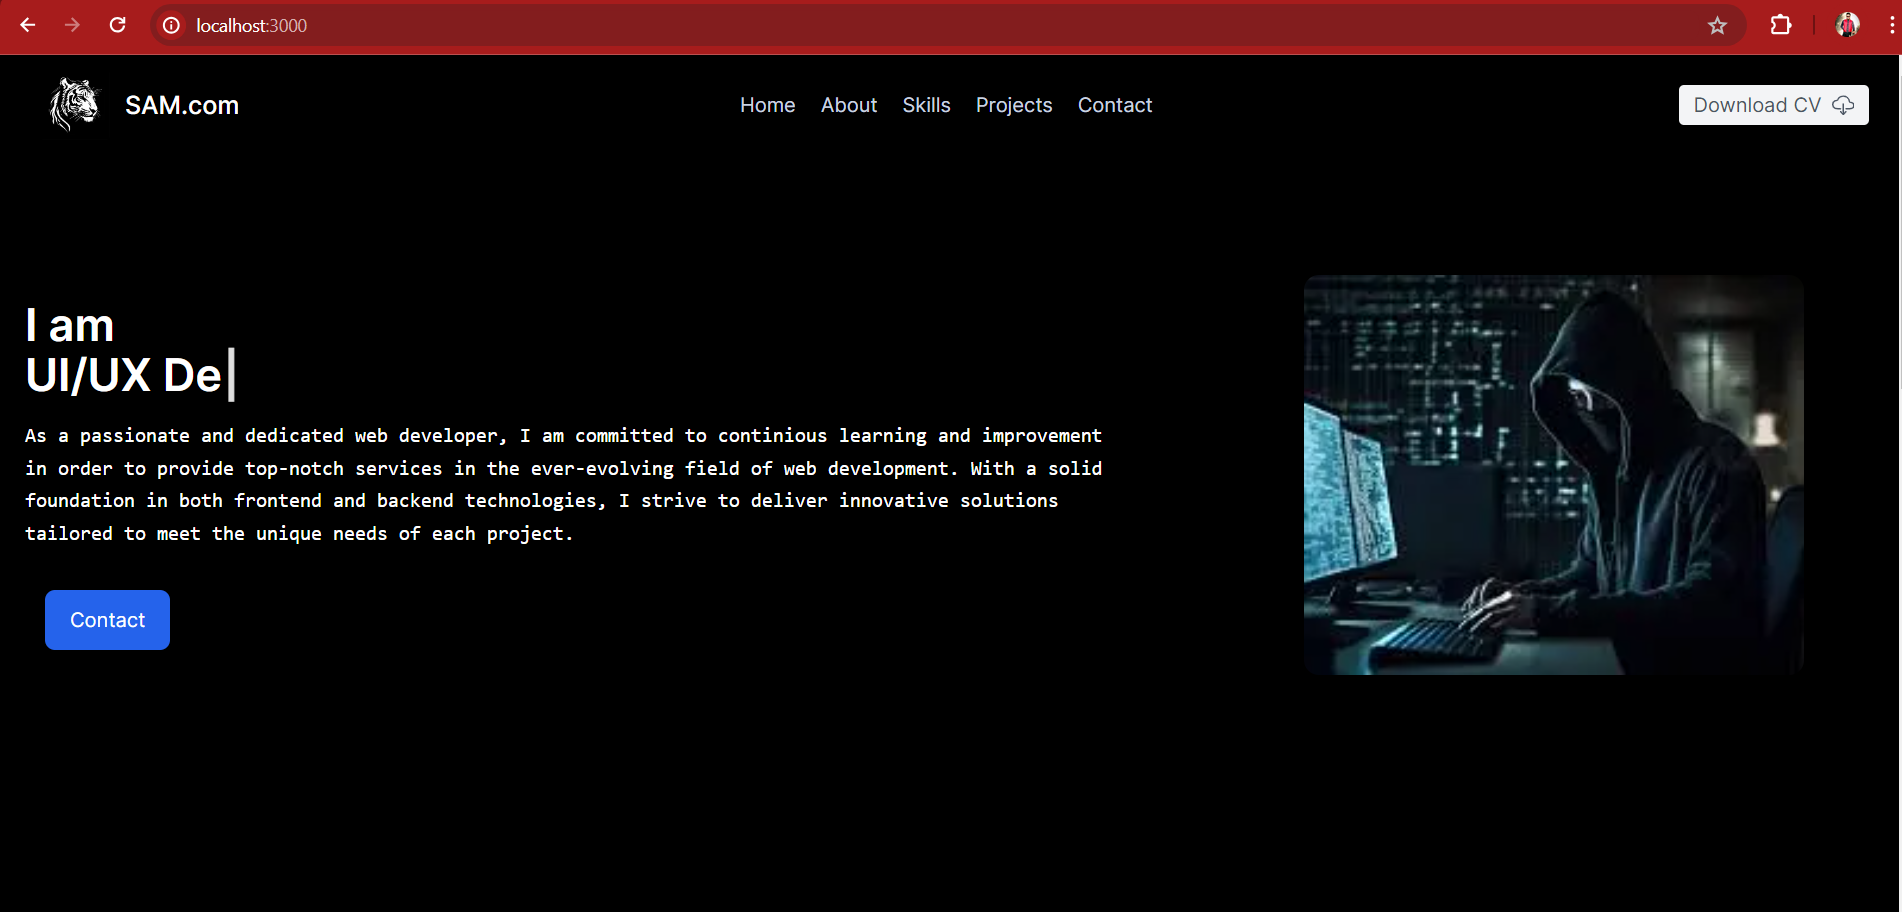 localhost:3000
SAM.com
Home About Skills Projects Contact
Download CV
I am
UI/UX De
As a passionate and dedicated web developer, I am committed to continious learning and improvement
in order to provide top-notch services in the ever-evolving field of web development. With a solid
foundation in both frontend and backend technologies, I strive to deliver innovative solutions
tailored to meet the unique needs of each project.
Contact